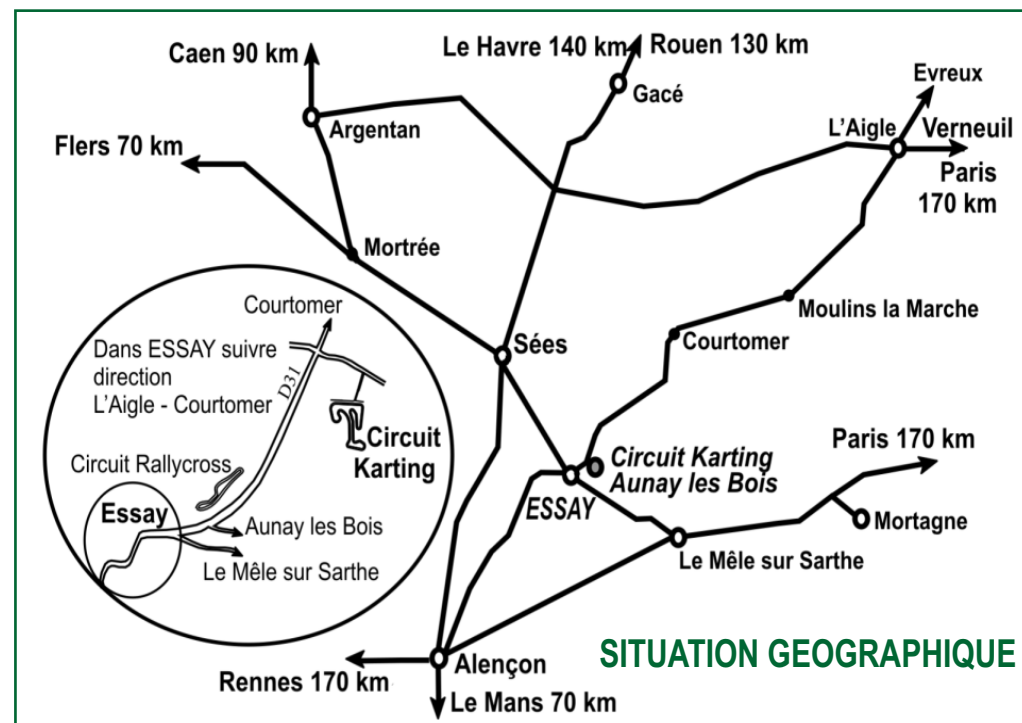 Caen 90 km
Le Havre 140 km
Rouen 130 km
Gacé
Evreux
Argentan
L'Aigle
Verneuil
Flers 70 km
Paris
170 km
Mortrée
Moulins la Marche
Courtomer
Sées
Courtomer
Dans ESSAY suivre
direction
L'Aigle - Courtomer
D31
Circuit
Karting
Circuit Rallycross
Essay
Aunay les Bois
Le Mêle sur Sarthe
Circuit Karting
Aunay les Bois
ESSAY
Paris 170 km
Mortagne
Le Mêle sur Sarthe
Alençon
Rennes 170 km
Le Mans 70 km
SITUATION GEOGRAPHIQUE